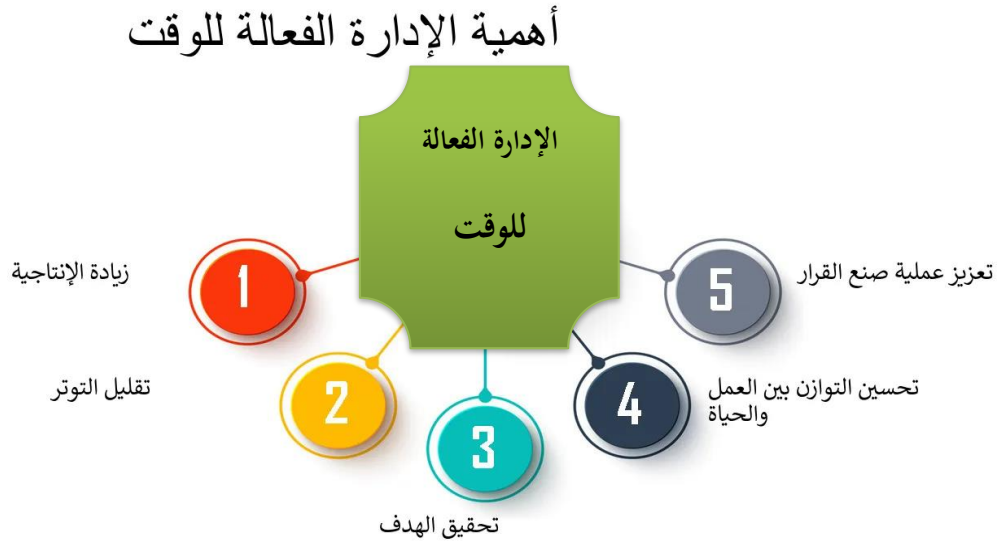 أهمية الإدارة الفعالة للوقت
الإدارة الفعالة
للوقت
1
زيادة الإنتاجية
2
تقليل التوتر
3
تحقيق الهدف
4
تحسين التوازن بين العمل
والحياة
5
تعزيز عملية صنع القرار